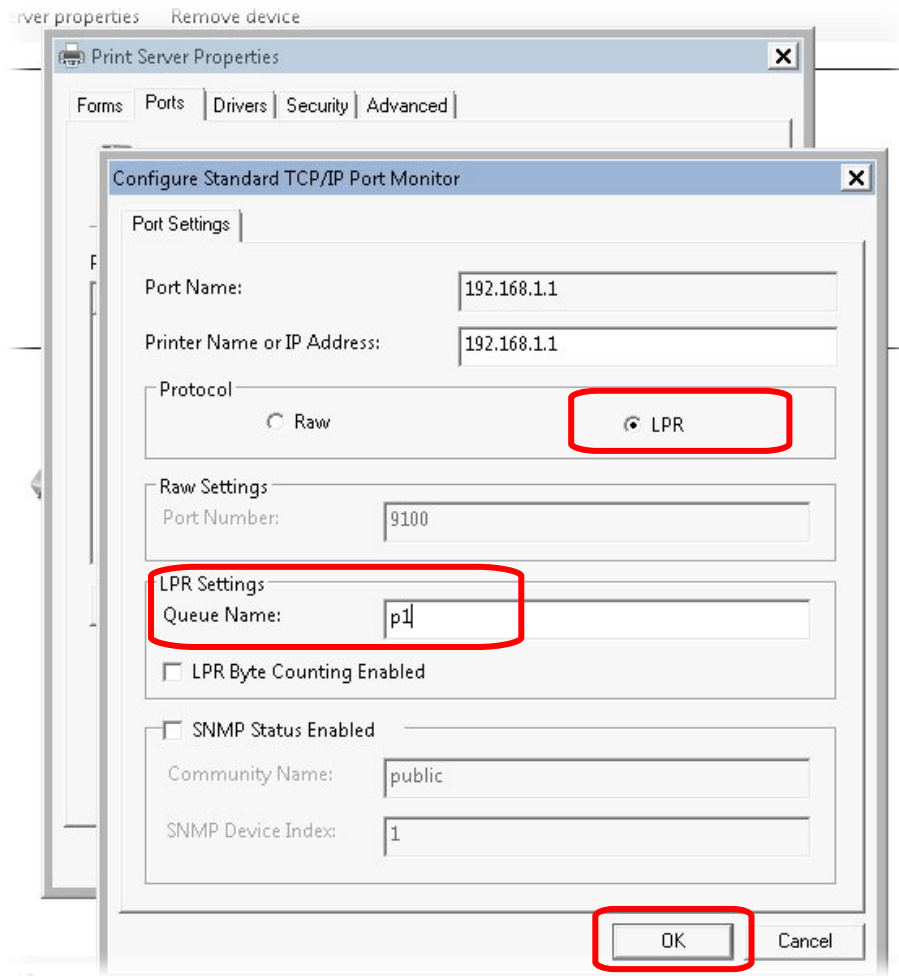 erver properties Remove device
Print Server Properties
Forms Ports Drivers Security Advanced
Configure Standard TCP/IP Port Monitor
Port Settings
Port Name: 192.168.1.1
Printer Name or IP Address: 192.168.1.1
Protocol
Raw LPR
Raw Settings
Port Number: 9100
LPR Settings
Queue Name: p1
LPR Byte Counting Enabled
SNMP Status Enabled
Community Name: public
SNMP Device Index: 1
OK Cancel